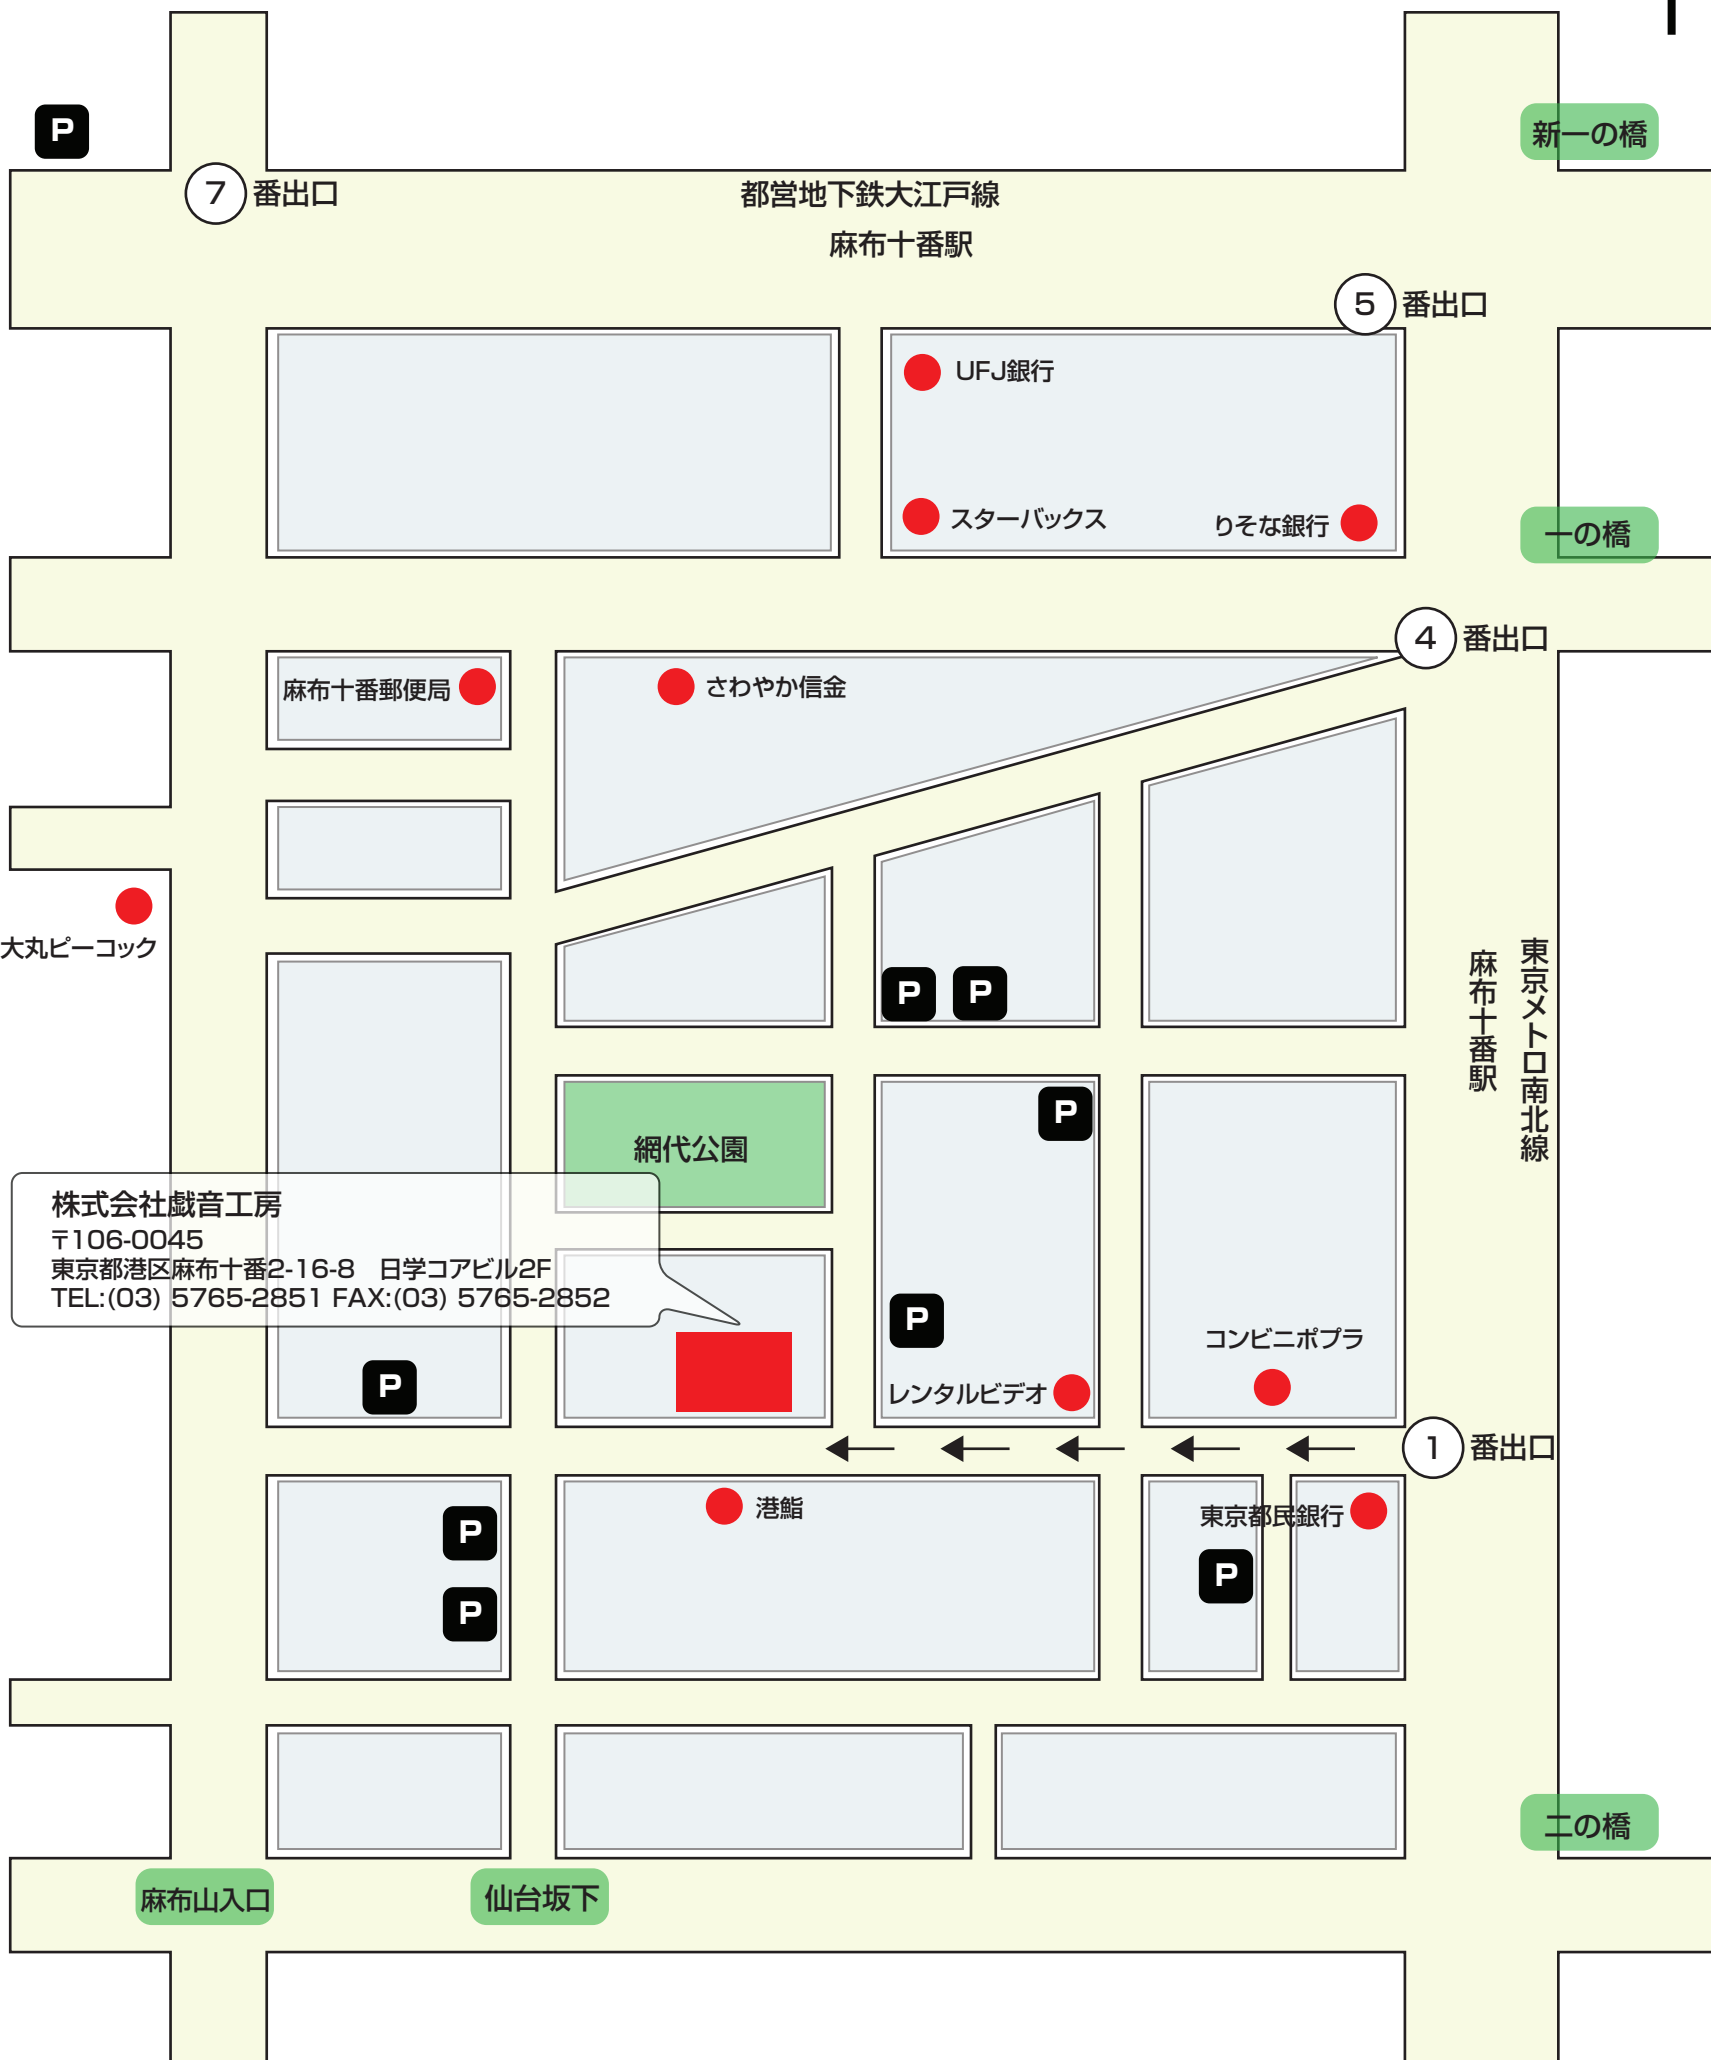 P
新一の橋
7 番出口
都営地下鉄大江戸線
麻布十番駅
5 番出口
UFJ銀行
スターバックス
りそな銀行
一の橋
4 番出口
麻布十番郵便局
さわやか信金
大丸ピーコック
東京メトロ南北線
麻布十番駅
P P
P
網代公園
株式会社戯音工房
〒106-0045
東京都港区麻布十番2-16-8 日学コアビル2F
TEL:(03) 5765-2851 FAX:(03) 5765-2852
P
コンビニポプラ
P
レンタルビデオ
1 番出口
港鮨
東京都民銀行
P
P
P
二の橋
麻布山入口
仙台坂下